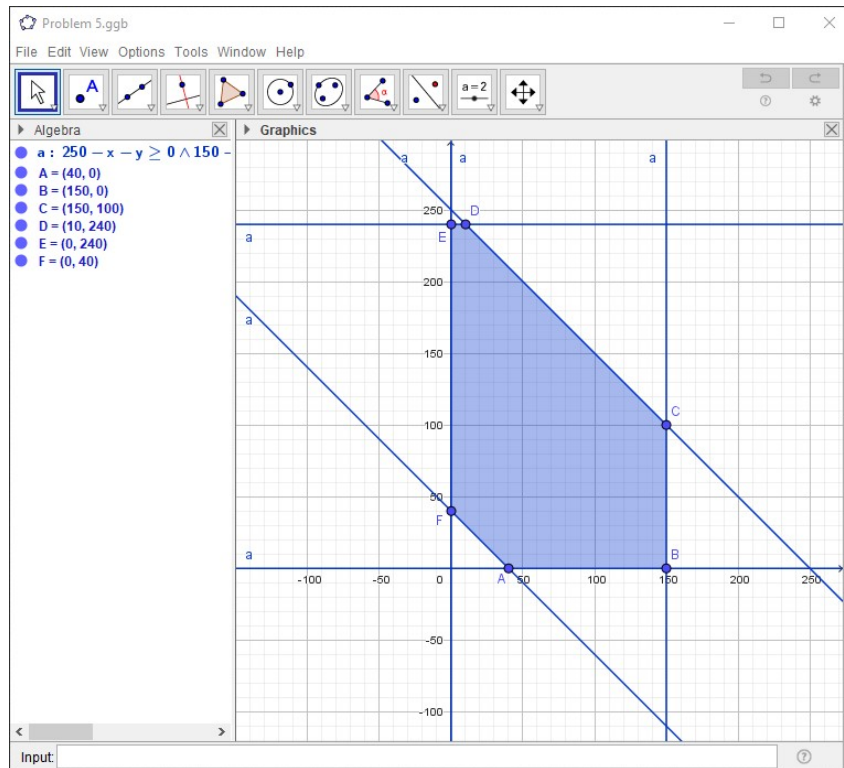 Problem 5.ggb
File Edit View Options Tools Window Help
A
α
a=2
Algebra
Graphics
a : 250 − x − y ≥ 0 ∧ 150 −
A = (40, 0)
B = (150, 0)
C = (150, 100)
D = (10, 240)
E = (0, 240)
F = (0, 40)
a a a
250 D
E
a
200
a
150
100 C
50
F
a B
-100 -50 0 A 50 100 150 200 250
-50
-100
Input: